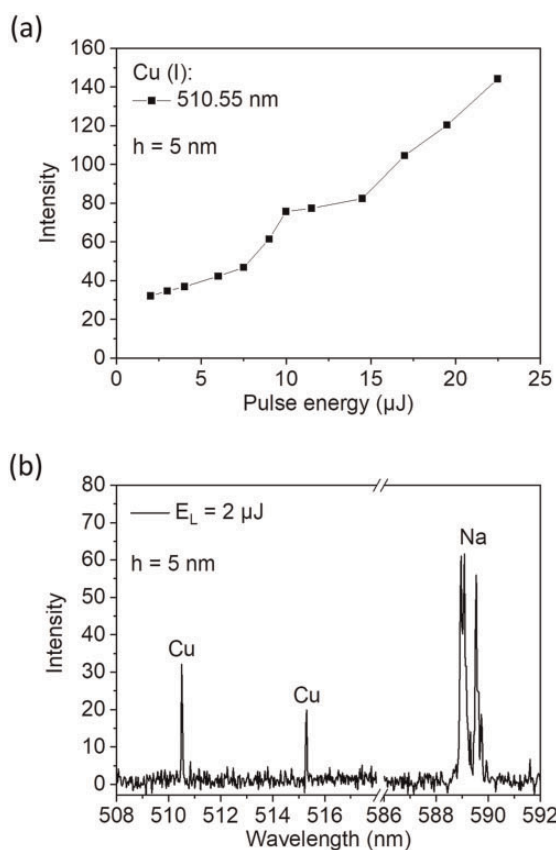 (a)
160
140
120
100
80
60
40
20
0
Intensity
Cu (I):
510.55 nm
h = 5 nm
0 5 10 15 20 25
Pulse energy (µJ)
(b)
80
70
60
50
40
30
20
10
0
Intensity
E_L = 2 µJ
h = 5 nm
Cu
Cu
Na
508 510 512 514 516 586 588 590 592
Wavelength (nm)